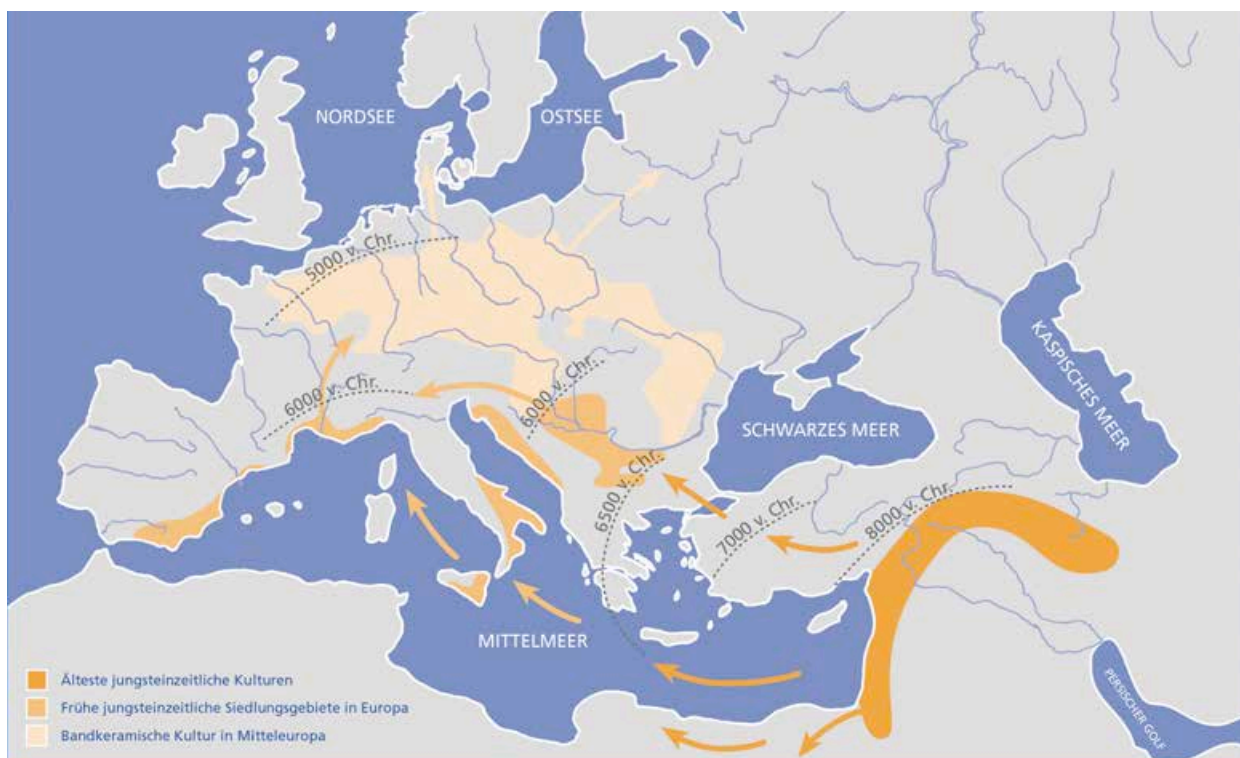 NORDSEE
OSTSEE
5000 v. Chr.
6000 v. Chr.
6000 v. Chr.
KASPISCHES MEER
SCHWARZES MEER
6500 v. Chr.
7000 v. Chr.
8000 v. Chr.
MITTELMEER
PERSISCHER GOLF
Älteste jungsteinzeitliche Kulturen
Frühe jungsteinzeitliche Siedlungsgebiete in Europa
Bandkeramische Kultur in Mitteleuropa